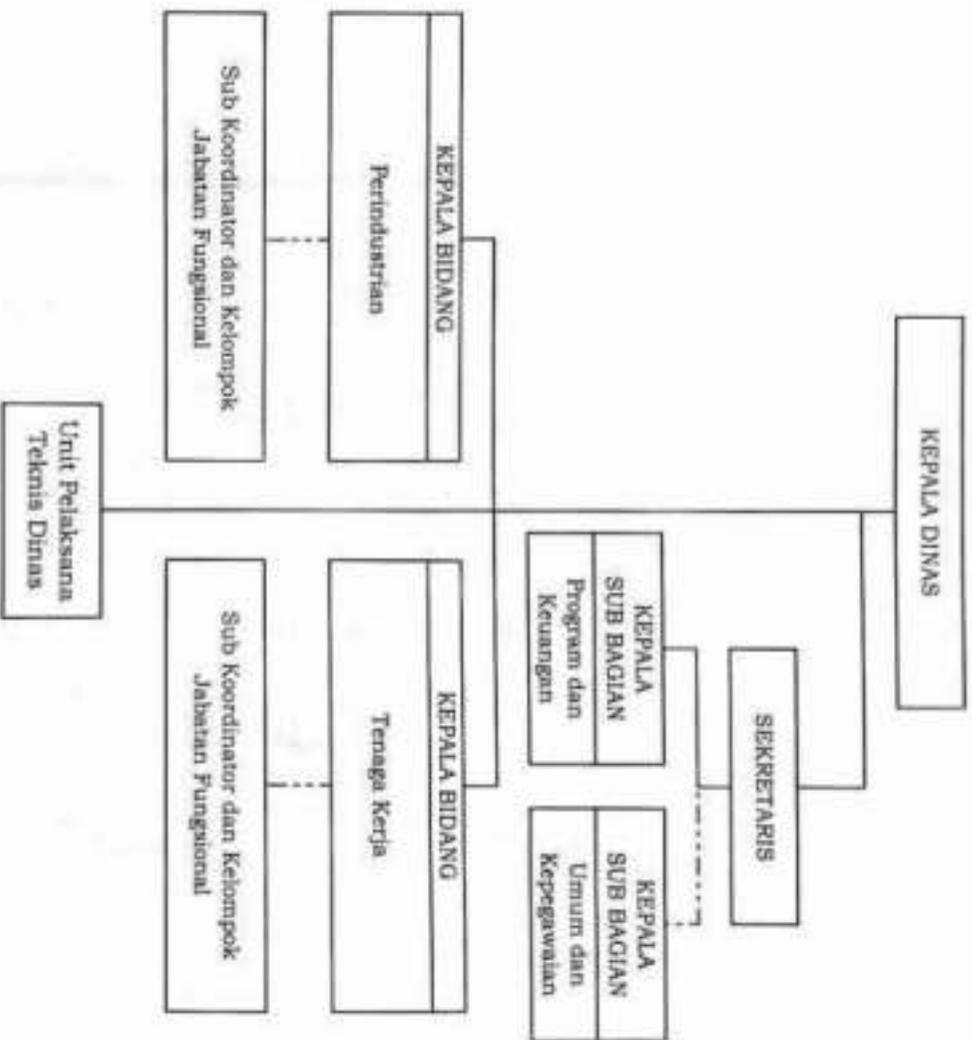 KEPALA DINAS
SEKRETARIS
KEPALA
SUB BAGIAN
Program dan
Keuangan
KEPALA
SUB BAGIAN
Umum dan
Kepegawaian
KEPALA BIDANG
Perindustrian
KEPALA BIDANG
Tenaga Kerja
Sub Koordinator dan Kelompok
Jabatan Fungsional
Sub Koordinator dan Kelompok
Jabatan Fungsional
Unit Pelaksana
Teknis Dinas